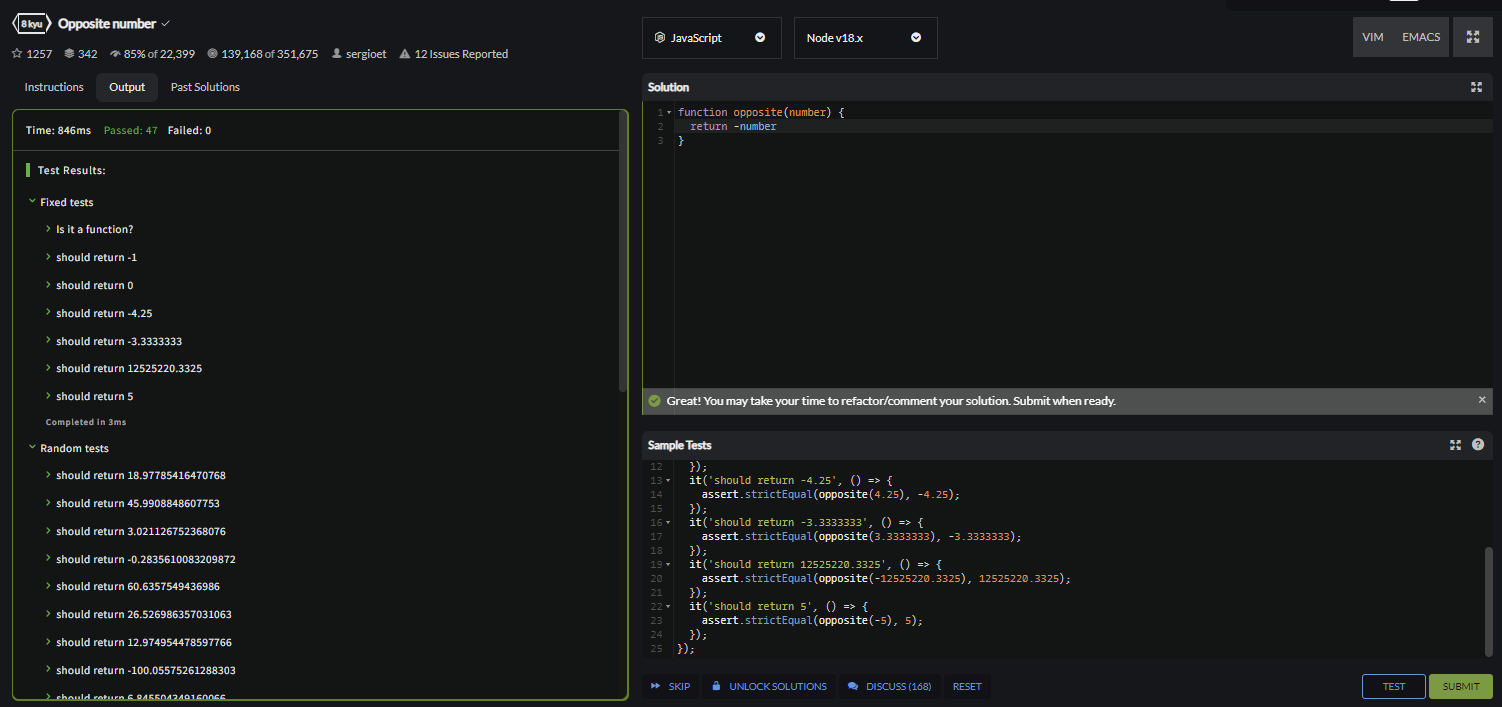 8 kyu Opposite number
1257 342 85% of 22,399 139,168 of 351,675 sergioet 12 Issues Reported
Instructions Output Past Solutions
Time: 846ms Passed: 47 Failed: 0
Test Results:
Fixed tests
Is it a function?
should return -1
should return 0
should return -4.25
should return -3.3333333
should return 12525220.3325
should return 5
Completed in 3ms
Random tests
should return 18.97785416470768
should return 45.9908848607753
should return 3.021126752368076
should return -0.2835610083209872
should return 60.6357549436986
should return 26.526986357031063
should return 12.974954478597766
should return -100.05575261288303
should return 6.845504349160066
JavaScript Node v18.x VIM EMACS
Solution
1 function opposite(number) {
2 return -number
3 }
Great! You may take your time to refactor/comment your solution. Submit when ready.
Sample Tests
12 });
13 it('should return -4.25', () => {
14 assert.strictEqual(opposite(4.25), -4.25);
15 });
16 it('should return -3.3333333', () => {
17 assert.strictEqual(opposite(3.3333333), -3.3333333);
18 });
19 it('should return 12525220.3325', () => {
20 assert.strictEqual(opposite(-12525220.3325), 12525220.3325);
21 });
22 it('should return 5', () => {
23 assert.strictEqual(opposite(-5), 5);
24 });
25 });
SKIP UNLOCK SOLUTIONS DISCUSS (168) RESET TEST SUBMIT